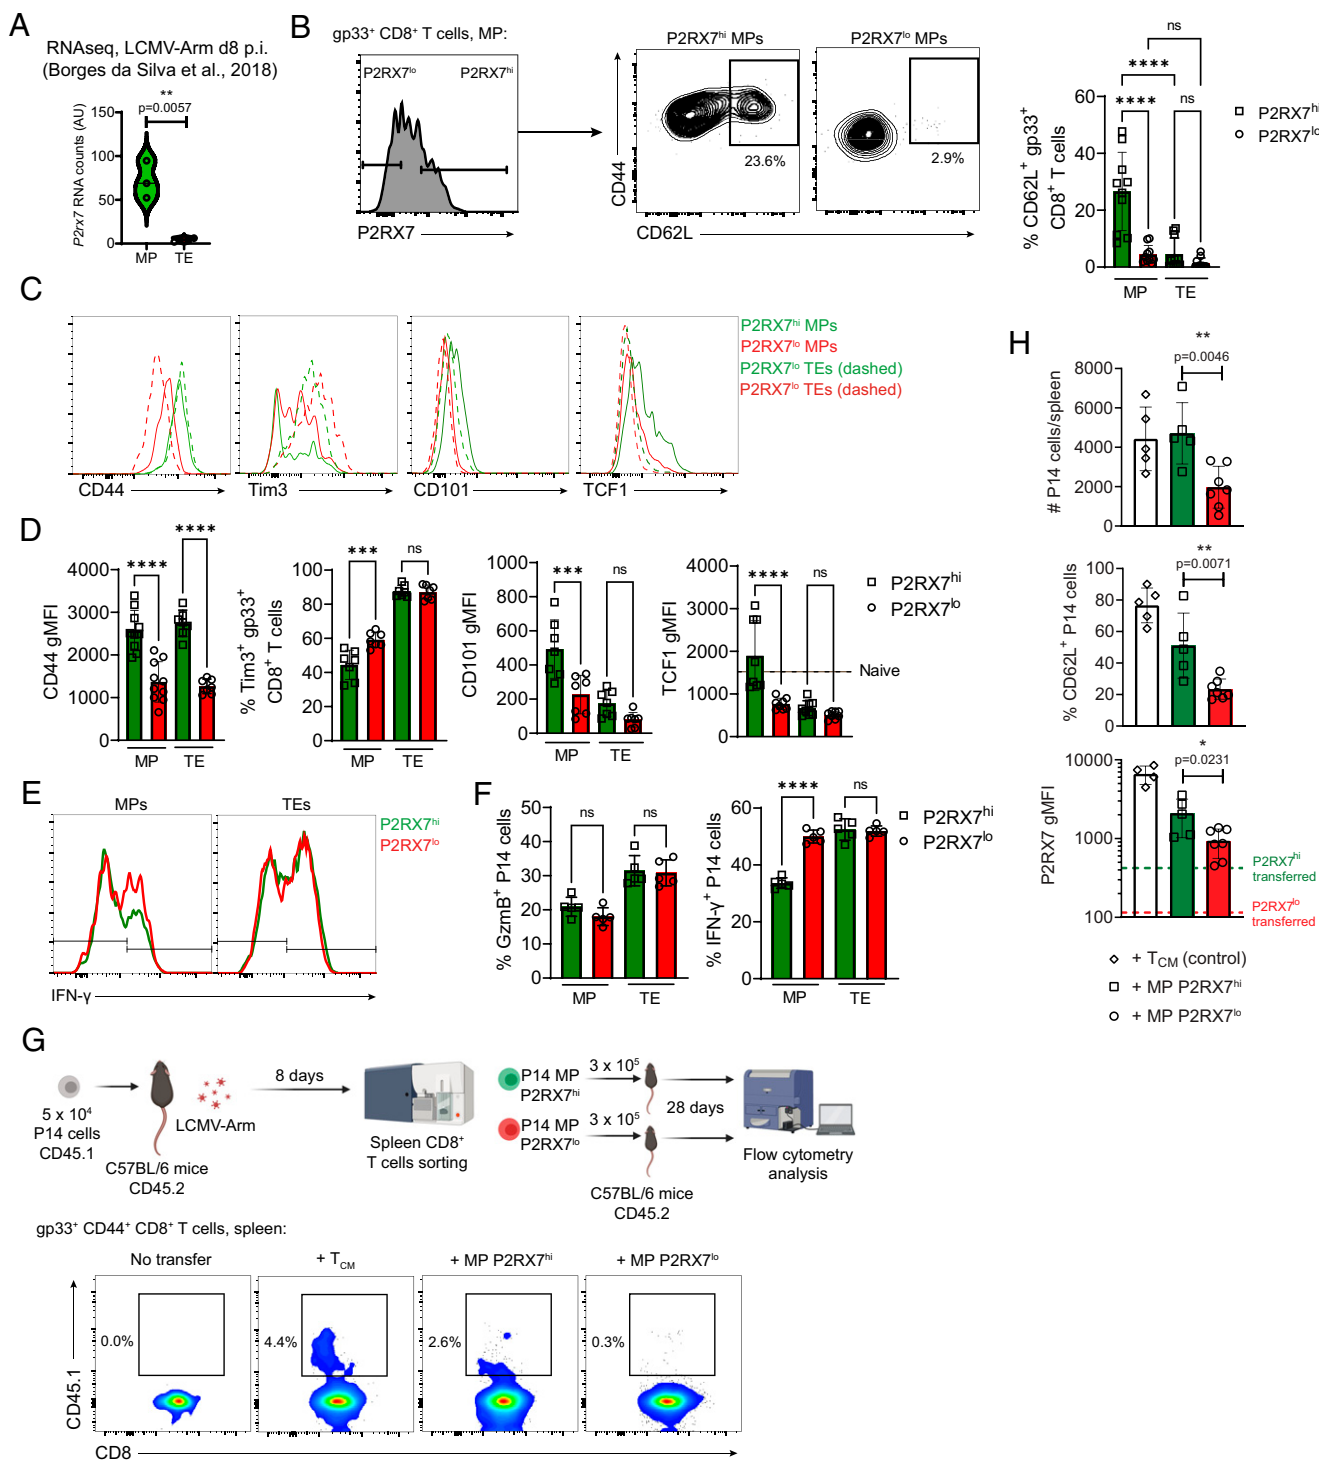 A
RNAseq, LCMV-Arm d8 p.i.
(Borges da Silva et al., 2018)
**
p=0.0057
P2rx7 RNA counts (AU)
150
100
50
0
MP TE
B
gp33+ CD8+ T cells, MP:
P2RX7lo P2RX7hi
P2RX7
P2RX7hi MPs
P2RX7lo MPs
23.6%
2.9%
CD44
CD62L
ns
****
**** ns
% CD62L+ gp33+
CD8+ T cells
60
40
20
0
MP TE
P2RX7hi
P2RX7lo
C
P2RX7hi MPs
P2RX7lo MPs
P2RX7lo TEs (dashed)
P2RX7lo TEs (dashed)
CD44
Tim3
CD101
TCF1
D
CD44 gMFI
4000
3000
2000
1000
0
**** ****
MP TE
% Tim3+ gp33+
CD8+ T cells
100
80
60
40
20
0
*** ns
MP TE
CD101 gMFI
1000
800
600
400
200
0
*** ns
MP TE
TCF1 gMFI
4000
3000
2000
1000
0
**** ns
Naive
MP TE
P2RX7hi
P2RX7lo
E
MPs
TEs
P2RX7hi
P2RX7lo
IFN-γ
F
% GzmB+ P14 cells
50
40
30
20
10
0
ns ns
MP TE
% IFN-γ+ P14 cells
60
40
20
0
**** ns
MP TE
P2RX7hi
P2RX7lo
G
5 x 10⁴
P14 cells
CD45.1
C57BL/6 mice
CD45.2
LCMV-Arm
8 days
Spleen CD8+
T cells sorting
P14 MP
P2RX7hi
P14 MP
P2RX7lo
3 x 10⁵
3 x 10⁵
28 days
C57BL/6 mice
CD45.2
Flow cytometry
analysis
gp33+ CD44+ CD8+ T cells, spleen:
No transfer
+ TCM
+ MP P2RX7hi
+ MP P2RX7lo
0.0%
4.4%
2.6%
0.3%
CD45.1
CD8
H
# P14 cells/spleen
8000
6000
4000
2000
0
**
p=0.0046
% CD62L+ P14 cells
100
80
60
40
20
0
**
p=0.0071
P2RX7 gMFI
10000
1000
100
*
p=0.0231
P2RX7hi
transferred
P2RX7lo
transferred
+ TCM (control)
+ MP P2RX7hi
+ MP P2RX7lo